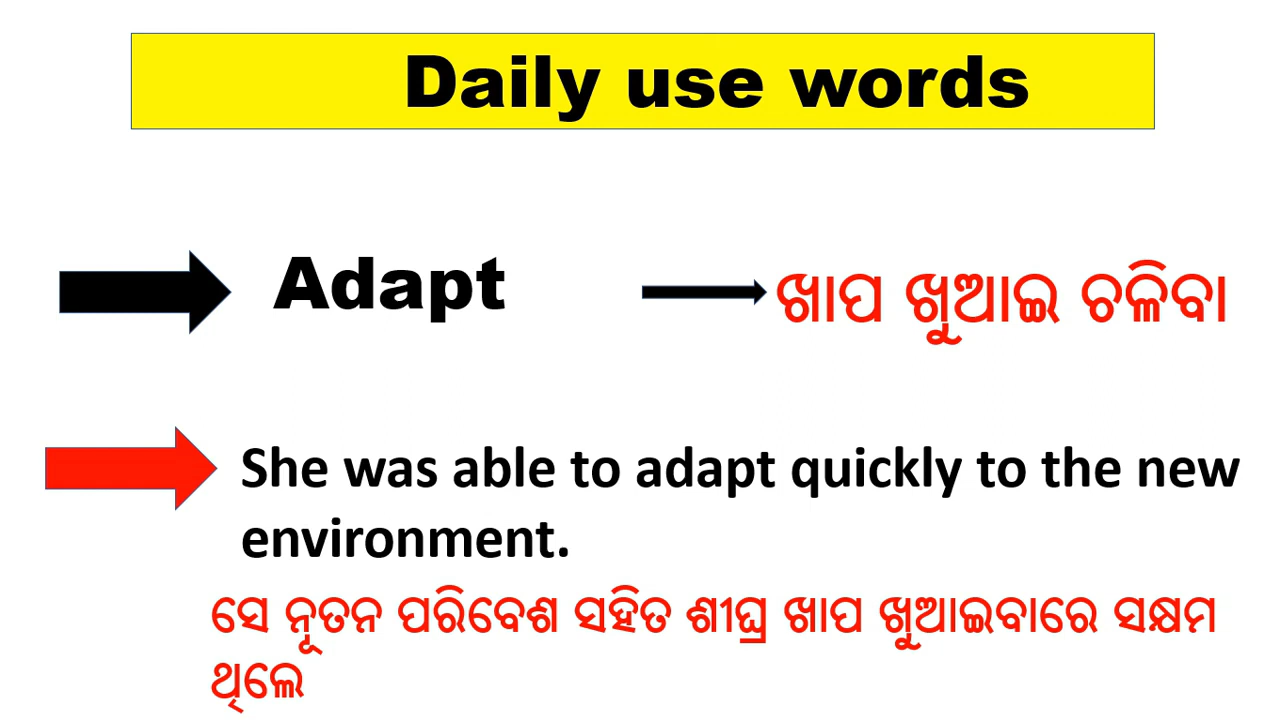 Daily use words
Adapt ଖାପ ଖୁଆଇ ଚଳିବା
She was able to adapt quickly to the new
environment.
ସେ ନୂତନ ପରିବେଶ ସହିତ ଶୀଘ୍ର ଖାପ ଖୁଆଇବାରେ ସକ୍ଷମ
ଥିଲେ